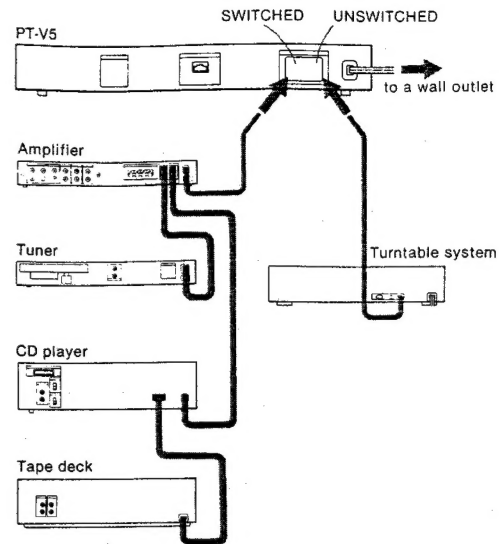 SWITCHED UNSWITCHED
PT-V5
to a wall outlet
Amplifier
Tuner
Turntable system
CD player
Tape deck